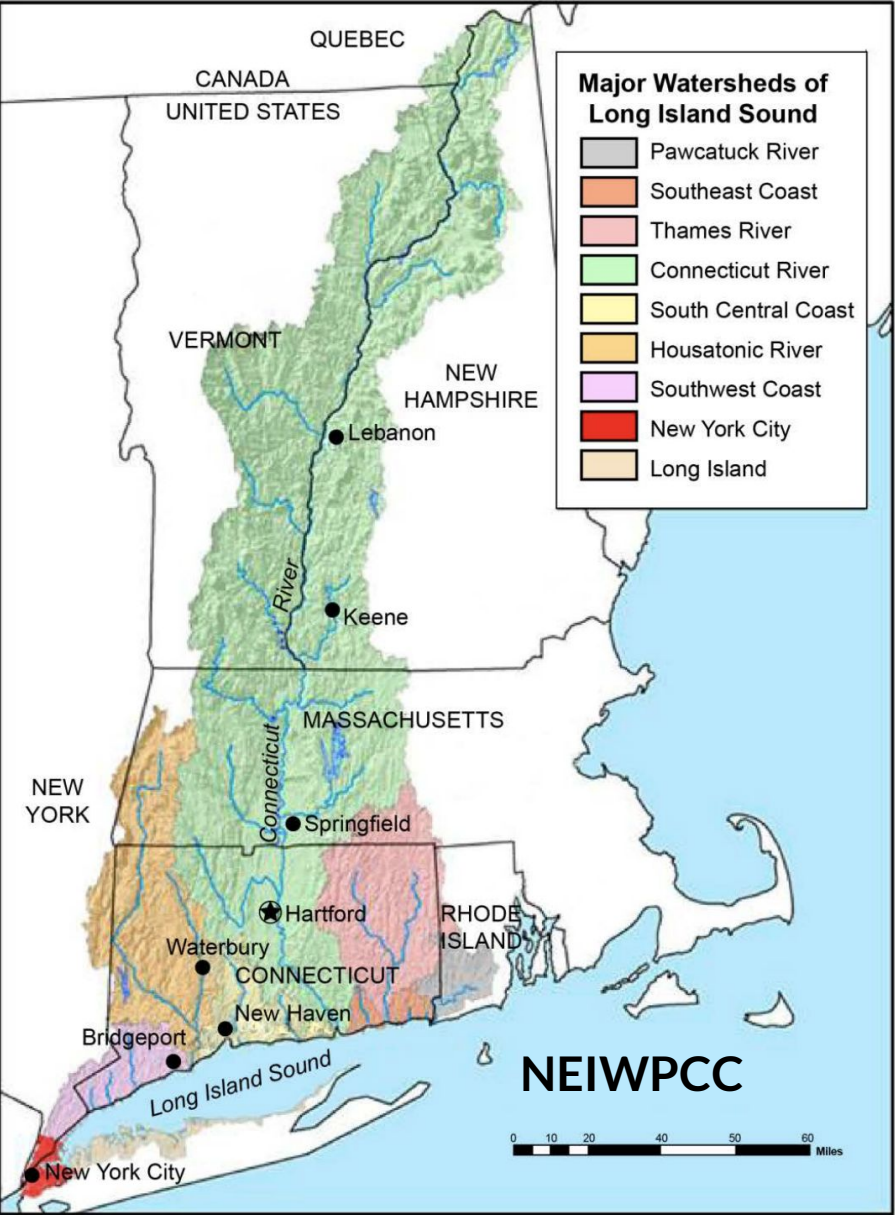 QUEBEC
CANADA
UNITED STATES
Major Watersheds of
Long Island Sound
Pawcatuck River
Southeast Coast
Thames River
Connecticut River
South Central Coast
Housatonic River
Southwest Coast
New York City
Long Island
VERMONT
NEW
HAMPSHIRE
Lebanon
River
Keene
MASSACHUSETTS
Connecticut
NEW
YORK
Springfield
Hartford
RHODE
ISLAND
Waterbury
CONNECTICUT
New Haven
Bridgeport
Long Island Sound
NEIWPCC
0 10 20 40 50 60
Miles
New York City